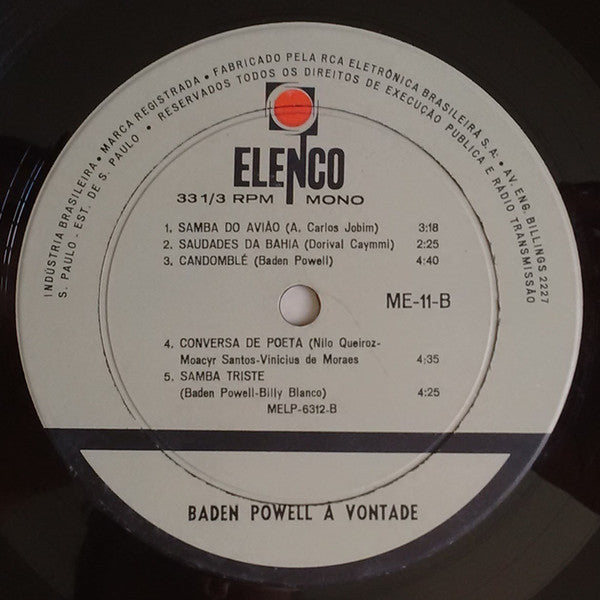 INDÚSTRIA BRASILEIRA • MARCA REGISTRADA • FABRICADO PELA RCA ELETRÔNICA BRASILEIRA S.A. • AV. ENG. BILLINGS 2227
S. PAULO - EST. DE S. PAULO • RESERVADOS TODOS OS DIREITOS DE EXECUÇÃO PUBLICA E RÁDIO TRANSMISSÃO
ELENCO
33 1/3 RPM MONO
1. SAMBA DO AVIÃO (A. Carlos Jobim) 3:18
2. SAUDADES DA BAHIA (Dorival Caymmi) 2:25
3. CANDOMBLÉ (Baden Powell) 4:40
ME-11-B
4. CONVERSA DE POETA (Nilo Queiroz-
Moacyr Santos-Vinicius de Moraes 4:35
5. SAMBA TRISTE
(Baden Powell-Billy Blanco) 4:25
MELP-6312-B
BADEN POWELL À VONTADE